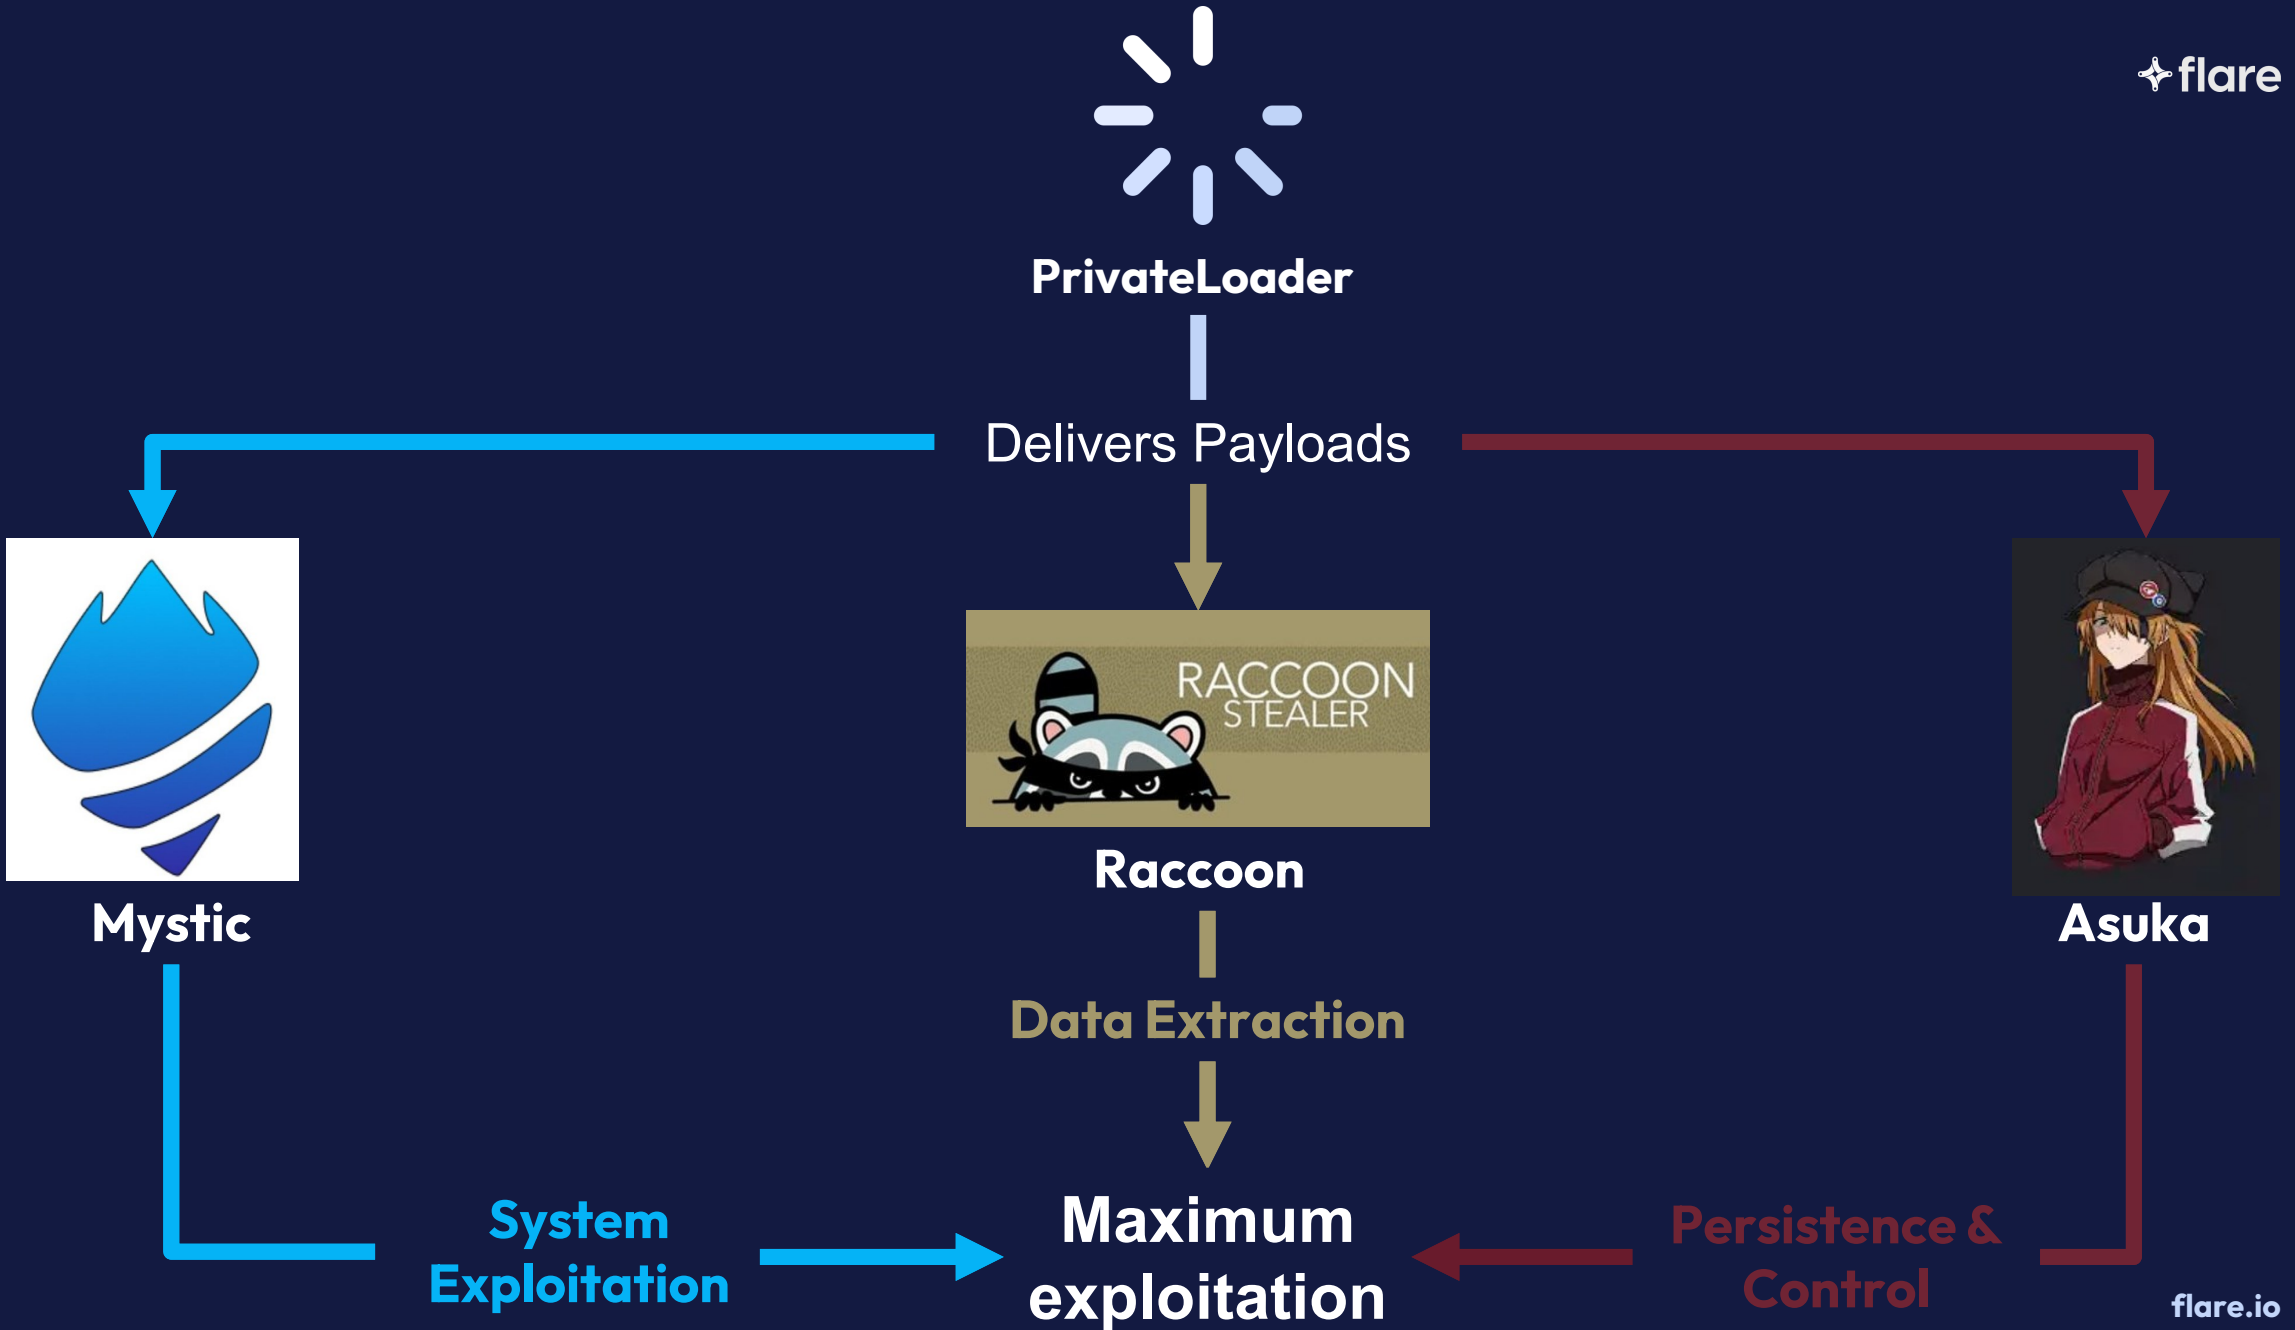 flare
PrivateLoader
Delivers Payloads
RACCOON
STEALER
Raccoon
Mystic
Asuka
Data Extraction
System
Exploitation
Maximum
exploitation
Persistence &
Control
flare.io